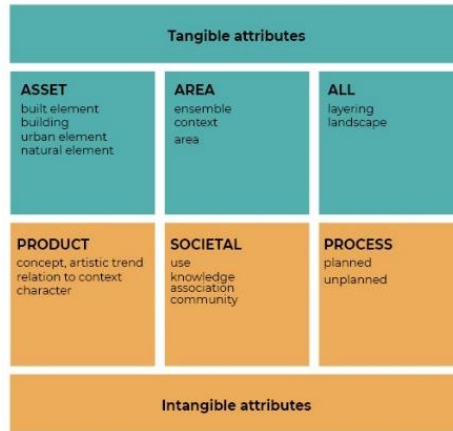 Tangible attributes
ASSET
built element
building
urban element
natural element
AREA
ensemble
context
area
ALL
layering
landscape
PRODUCT
concept, artistic trend
relation to context
character
SOCIETAL
use
knowledge
association
community
PROCESS
planned
unplanned
Intangible attributes